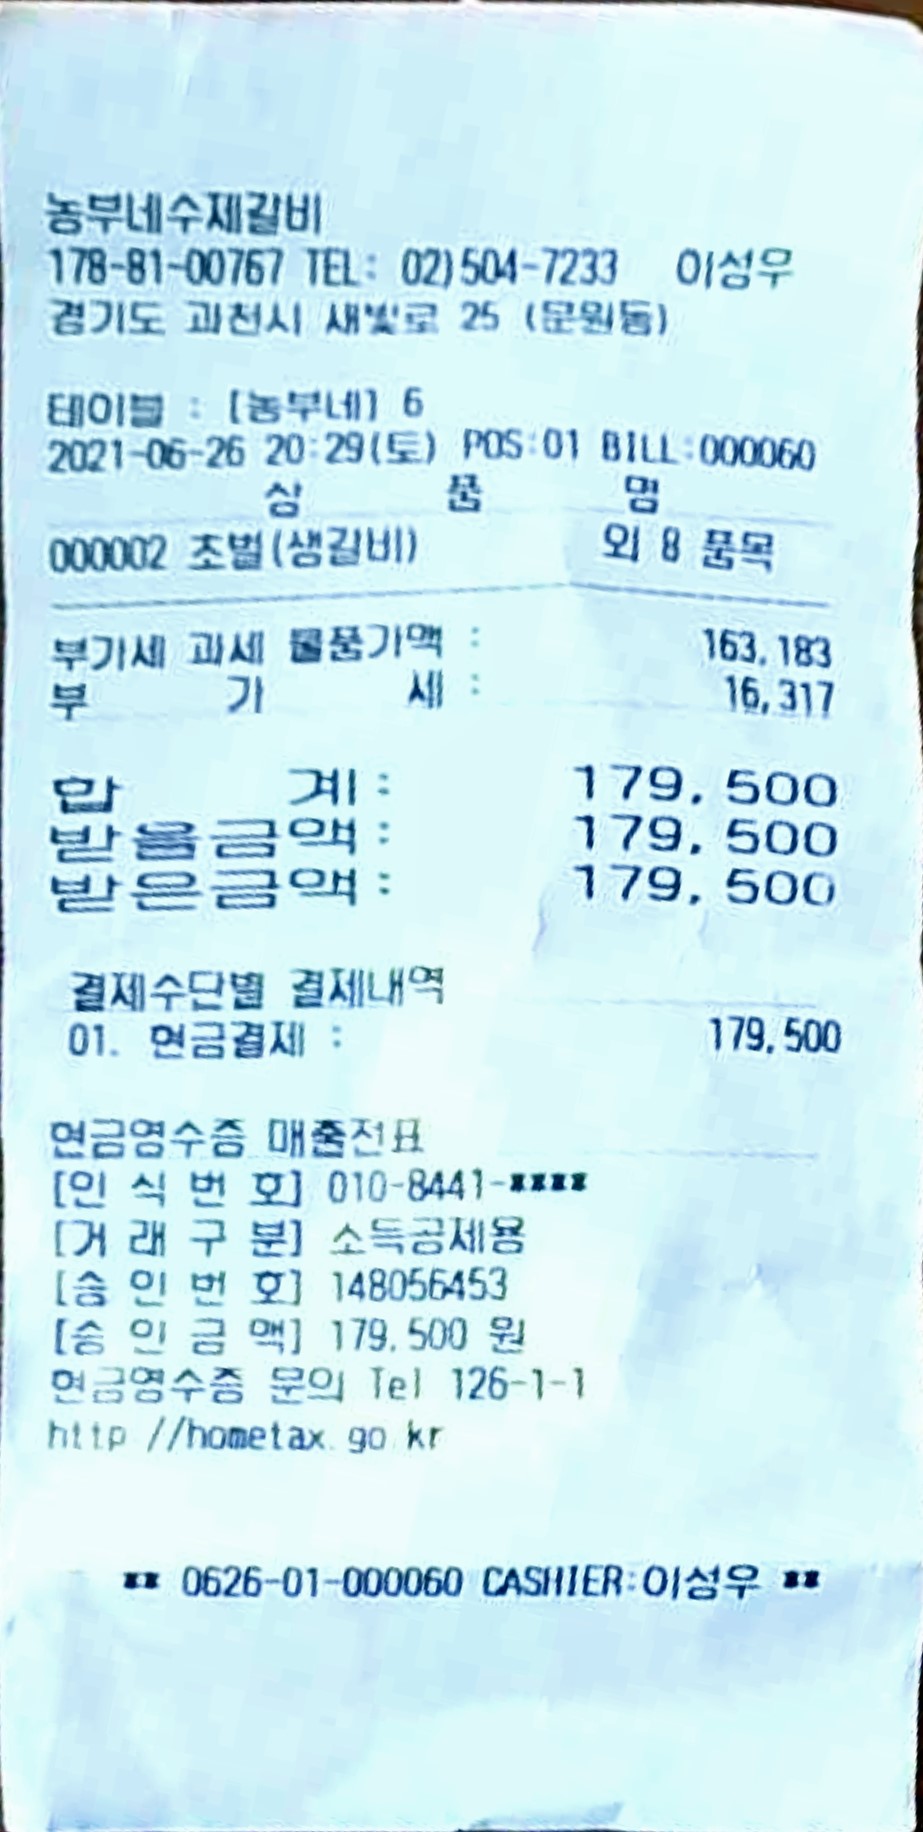 농부네수제갈비
178-81-00767 TEL: 02)504-7233 이성우
경기도 과천시 새빛로 25 (문원동)
테이블 : [농부네] 6
2021-06-26 20:29(토) POS:01 BILL:000060
상 품 명
000002 초벌(생갈비) 외 8 품목
부가세 과세 물품가액 : 163,183
부 가 세 : 16,317
합 계: 179,500
받을금액: 179,500
받은금액: 179,500
결제수단별 결제내역
01. 현금결제 : 179,500
현금영수증 매출전표
[인 식 번 호] 010-8441-****
[거 래 구 분] 소득공제용
[승 인 번 호] 148056453
[승 인 금 액] 179,500 원
현금영수증 문의 Tel 126-1-1
http://hometax.go.kr
** 0626-01-000060 CASHIER:이성우 **